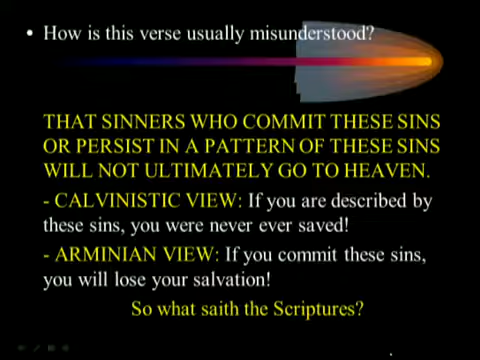 • How is this verse usually misunderstood?
THAT SINNERS WHO COMMIT THESE SINS
OR PERSIST IN A PATTERN OF THESE SINS
WILL NOT ULTIMATELY GO TO HEAVEN.
- CALVINISTIC VIEW: If you are described by
these sins, you were never ever saved!
- ARMINIAN VIEW: If you commit these sins,
you will lose your salvation!
So what saith the Scriptures?